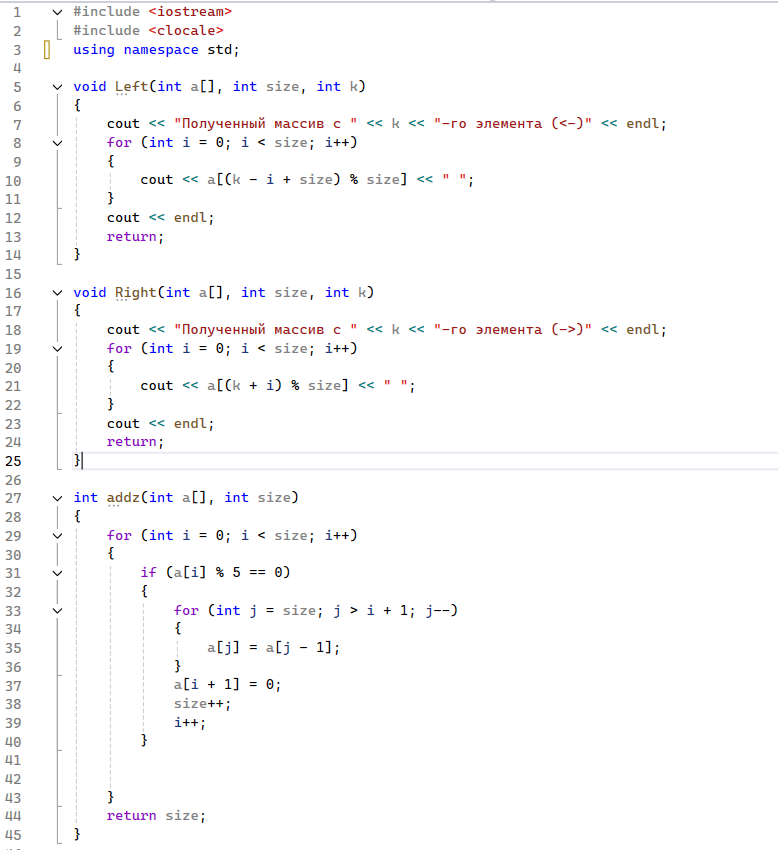 1 #include <iostream>
2 #include <clocale>
3 using namespace std;
4
5 void Left(int a[], int size, int k)
6 {
7 cout << "Полученный массив с " << k << "-го элемента (<-)" << endl;
8 for (int i = 0; i < size; i++)
9 {
10 cout << a[(k - i + size) % size] << " ";
11 }
12 cout << endl;
13 return;
14 }
15
16 void Right(int a[], int size, int k)
17 {
18 cout << "Полученный массив с " << k << "-го элемента (->)" << endl;
19 for (int i = 0; i < size; i++)
20 {
21 cout << a[(k + i) % size] << " ";
22 }
23 cout << endl;
24 return;
25 }
26
27 int addz(int a[], int size)
28 {
29 for (int i = 0; i < size; i++)
30 {
31 if (a[i] % 5 == 0)
32 {
33 for (int j = size; j > i + 1; j--)
34 {
35 a[j] = a[j - 1];
36 }
37 a[i + 1] = 0;
38 size++;
39 i++;
40 }
41
42
43 }
44 return size;
45 }